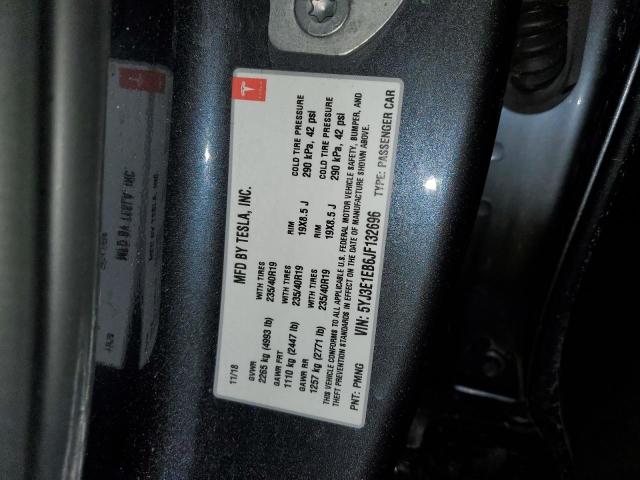 MFD BY TESLA, INC.
11/18
GVWR WITH TIRES RIM COLD TIRE PRESSURE
2265 kg (4993 lb) 235/40R19 19X8.5 J 290 kPa, 42 psi
GAWR FRT WITH TIRES RIM COLD TIRE PRESSURE
1110 kg (2447 lb) 235/40R19 19X8.5 J 290 kPa, 42 psi
GAWR RR WITH TIRES
1257 kg (2771 lb) 235/40R19
THIS VEHICLE CONFORMS TO ALL APPLICABLE U.S. FEDERAL MOTOR VEHICLE SAFETY, BUMPER, AND
THEFT PREVENTION STANDARDS IN EFFECT ON THE DATE OF MANUFACTURE SHOWN ABOVE.
PNT: PMNG VIN: 5YJ3E1EB6JF132696 TYPE: PASSENGER CAR